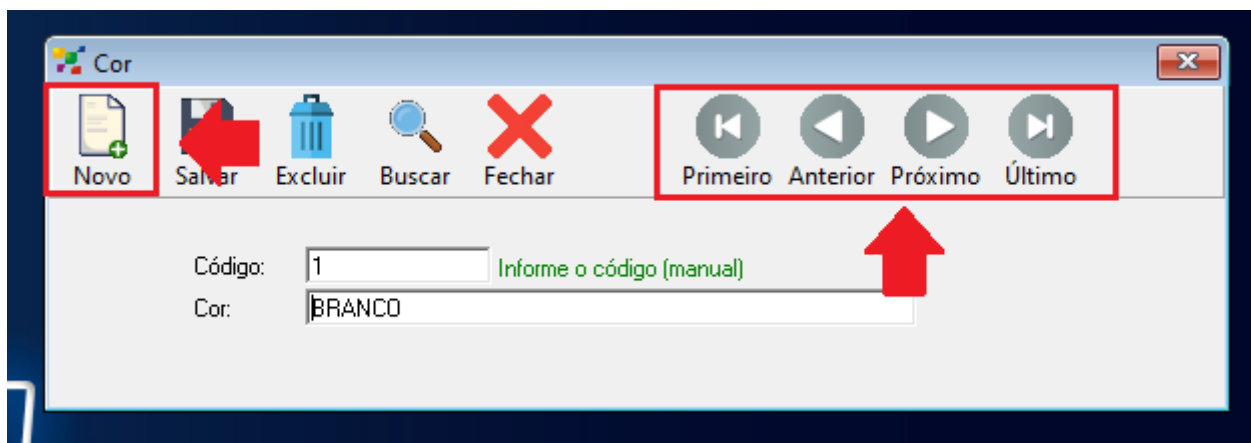 Cor
Novo Salvar Excluir Buscar Fechar Primeiro Anterior Próximo Último
Código: 1 Informe o código (manual)
Cor: BRANCO